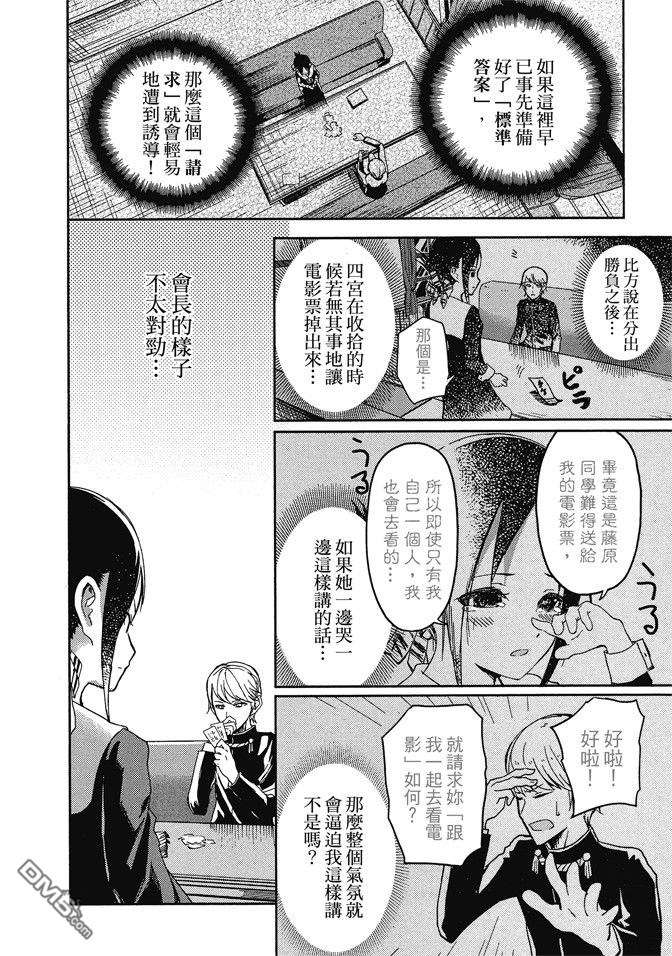 如果這裡早
已事先準備
好了「標準
答案」，
那麼這個「請
求」就會輕易
地遭到誘導！
比方說在分出
勝負之後…
四宮在收拾的時
候若無其事地讓
電影票掉出來…
那個是…
ピラ
畢竟這是藤原
同學難得送給
我的電影票，
所以即使只有我
自己一個人，我
也會去看的…
うる
うる
如果她一邊哭一
邊這樣講的話…
好啦！
好啦！
就請求妳「跟
我一起去看電
影」如何？
那麼整個氣氛就
會逼迫我這樣講
不是嗎？
會長的樣子
不太對勁…
DM5.com